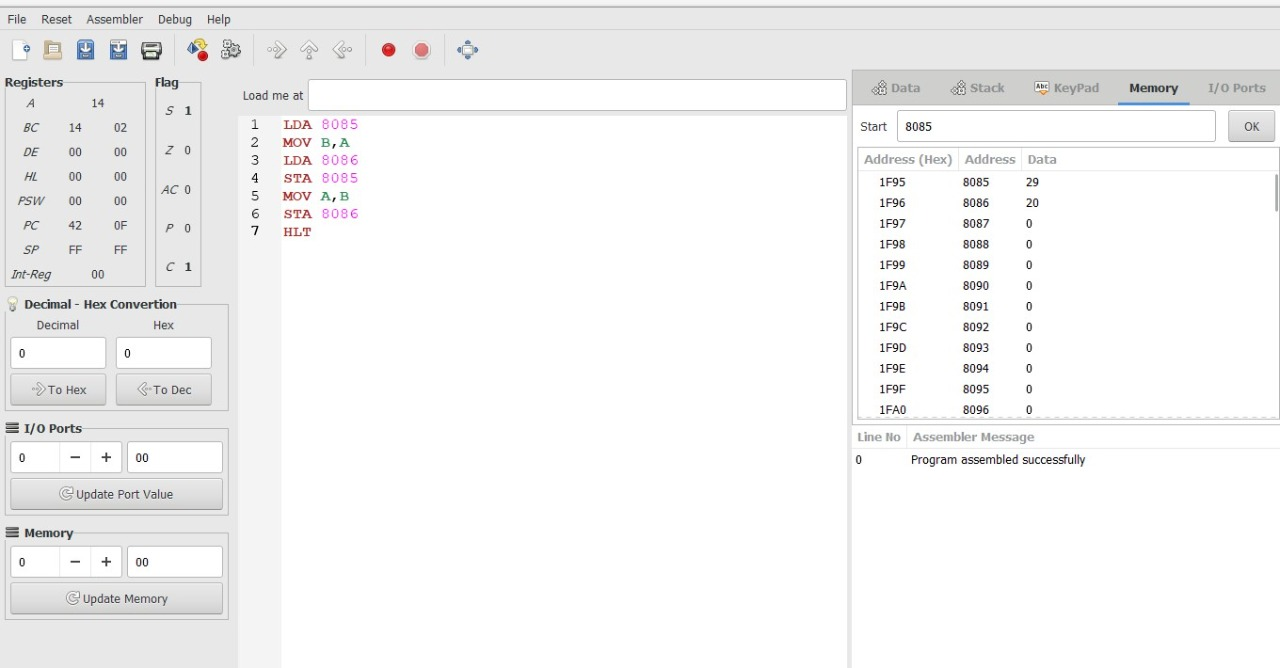 File Reset Assembler Debug Help
Registers
A 14
BC 14 02
DE 00 00
HL 00 00
PSW 00 00
PC 42 0F
SP FF FF
Int-Reg 00
Flag
S 1
Z 0
AC 0
P 0
C 1
Decimal - Hex Convertion
Decimal Hex
0 0
To Hex To Dec
I/O Ports
0 − + 00
Update Port Value
Memory
0 − + 00
Update Memory
Load me at
1 LDA 8085
2 MOV B,A
3 LDA 8086
4 STA 8085
5 MOV A,B
6 STA 8086
7 HLT
Data Stack Abc KeyPad Memory I/O Ports
Start 8085 OK
Address (Hex) Address Data
1F95 8085 29
1F96 8086 20
1F97 8087 0
1F98 8088 0
1F99 8089 0
1F9A 8090 0
1F9B 8091 0
1F9C 8092 0
1F9D 8093 0
1F9E 8094 0
1F9F 8095 0
1FA0 8096 0
Line No Assembler Message
0 Program assembled successfully